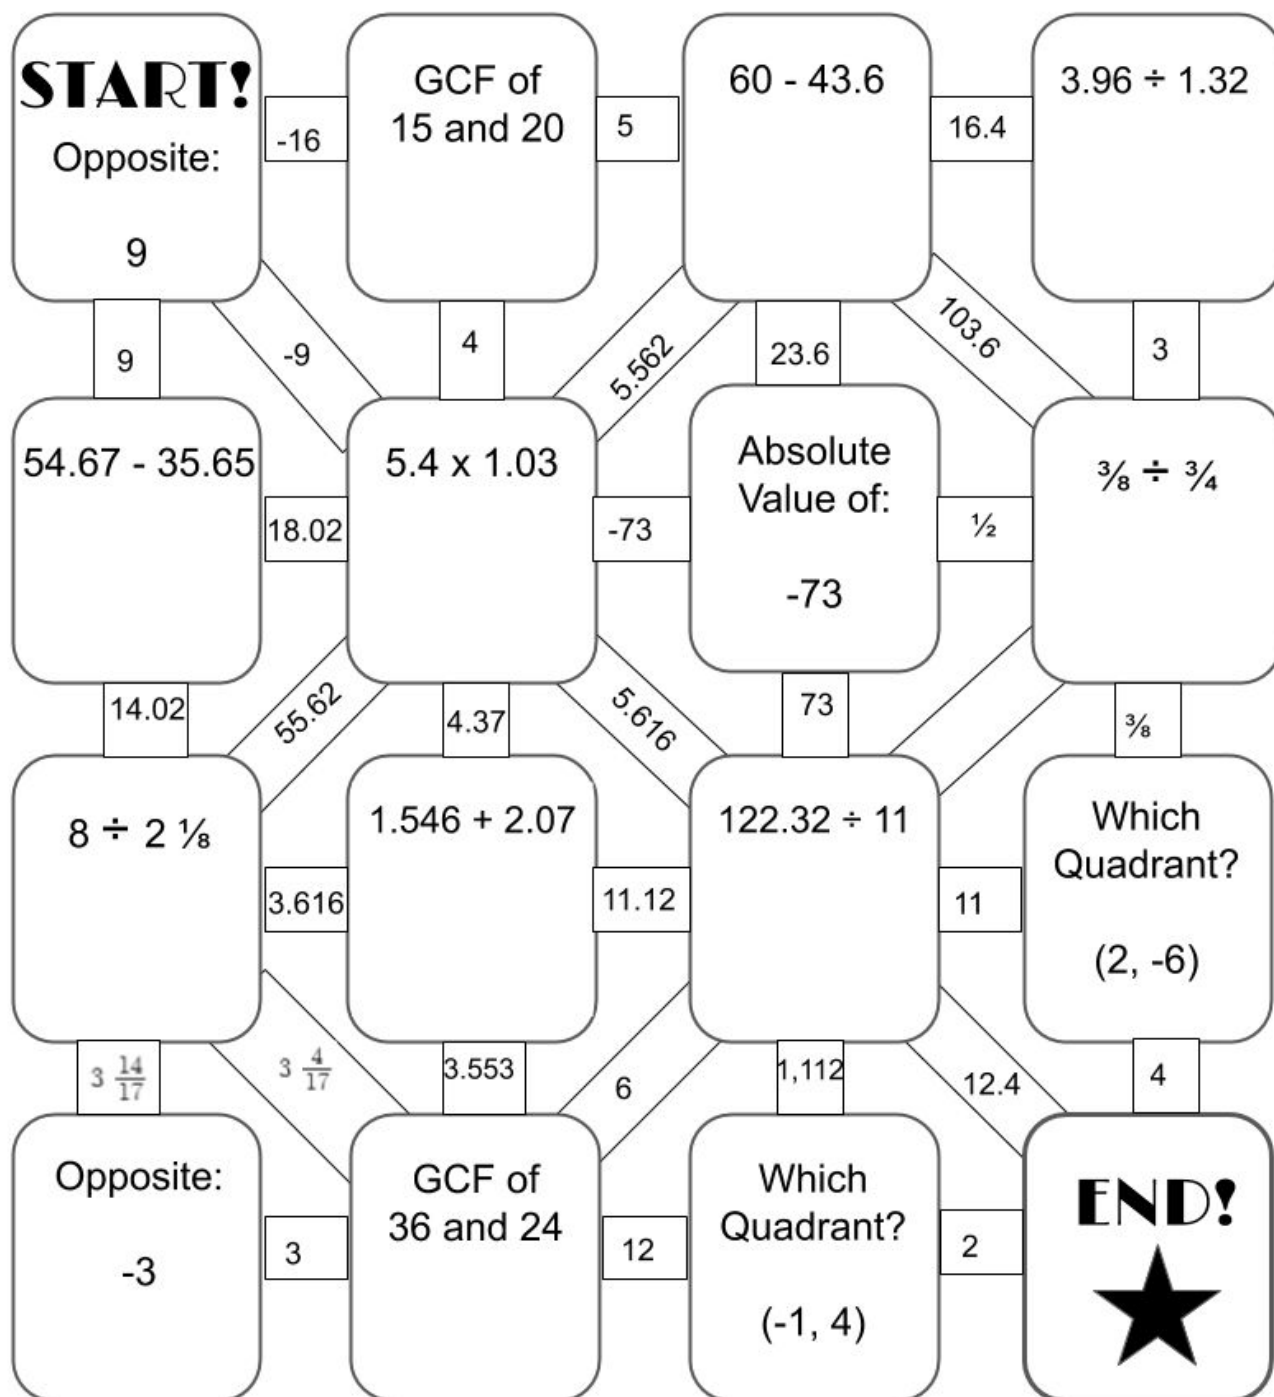 START!
Opposite:
9
-16
GCF of
15 and 20
5
60 - 43.6
16.4
3.96 ÷ 1.32
9
-9
4
5.562
23.6
103.6
3
54.67 - 35.65
18.02
5.4 x 1.03
-73
Absolute
Value of:
-73
½
⅜ ÷ ¾
14.02
55.62
4.37
5.616
73
⅜
8 ÷ 2 ⅛
3.616
1.546 + 2.07
11.12
122.32 ÷ 11
11
Which
Quadrant?
(2, -6)
3 14/17
3 4/17
3.553
6
1,112
12.4
4
Opposite:
-3
3
GCF of
36 and 24
12
Which
Quadrant?
(-1, 4)
2
END!